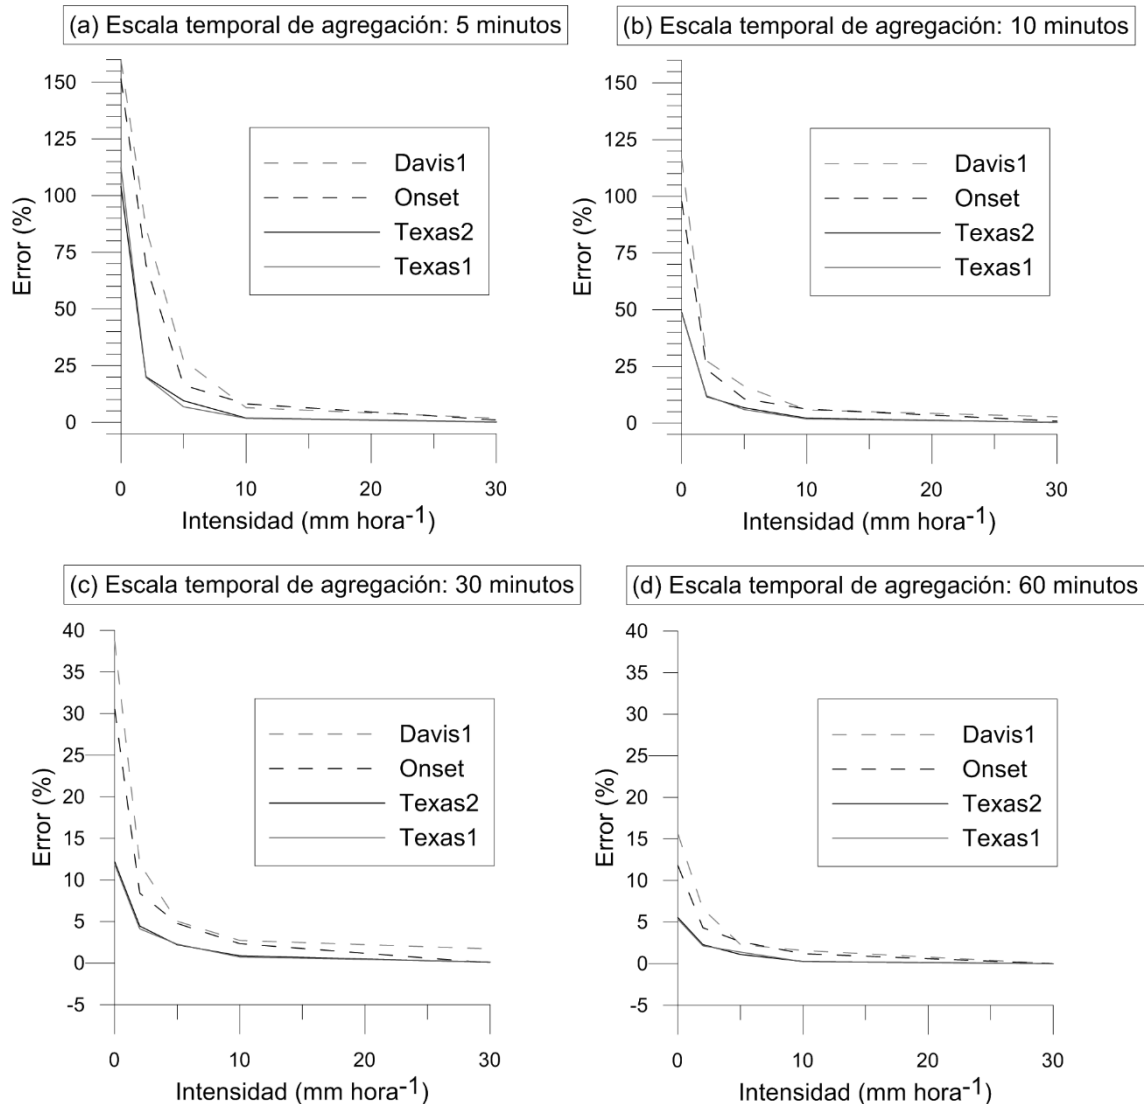 (a) Escala temporal de agregación: 5 minutos
150
125
100
75
50
25
0
Error (%)
Davis1
Onset
Texas2
Texas1
0 10 20 30
Intensidad (mm hora-1)
(b) Escala temporal de agregación: 10 minutos
150
125
100
75
50
25
0
Error (%)
Davis1
Onset
Texas2
Texas1
0 10 20 30
Intensidad (mm hora-1)
(c) Escala temporal de agregación: 30 minutos
40
35
30
25
20
15
10
5
0
-5
Error (%)
Davis1
Onset
Texas2
Texas1
0 10 20 30
Intensidad (mm hora-1)
(d) Escala temporal de agregación: 60 minutos
40
35
30
25
20
15
10
5
0
-5
Error (%)
Davis1
Onset
Texas2
Texas1
0 10 20 30
Intensidad (mm hora-1)